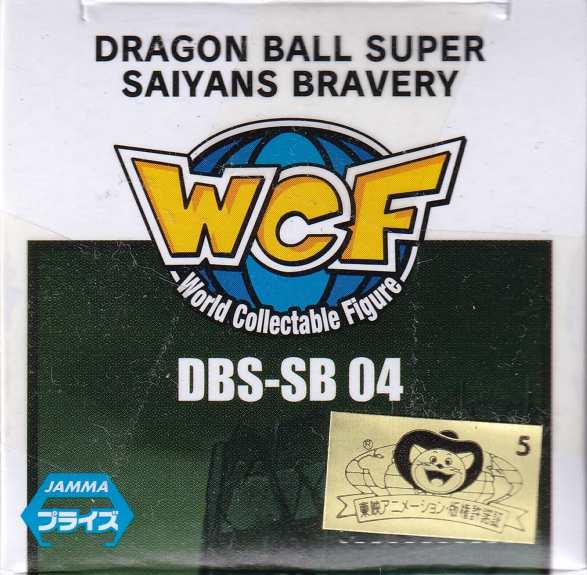 DRAGON BALL SUPER
SAIYANS BRAVERY
WCF
World Collectable Figure
DBS-SB 04
5
®
東映アニメーション・版権許諾証
JAMMA
プライズ